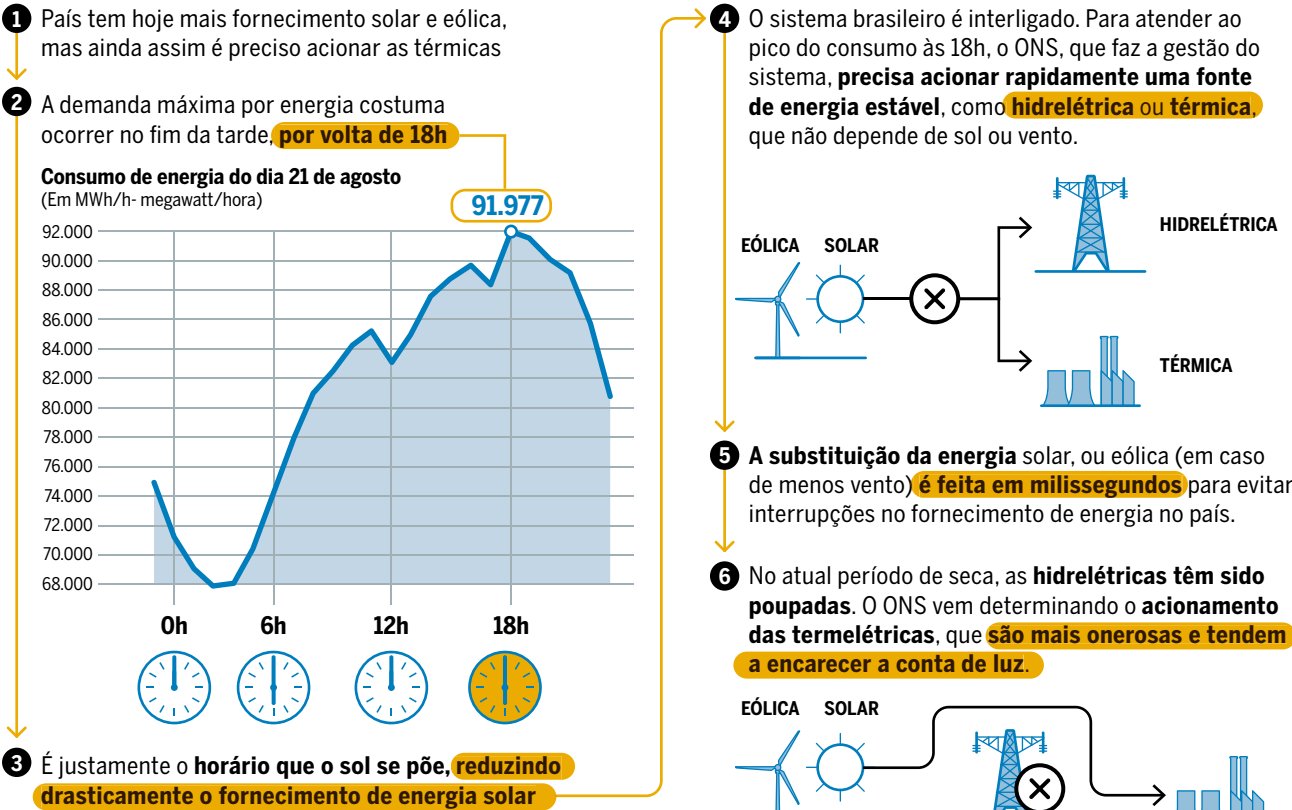 1 País tem hoje mais fornecimento solar e eólica,
mas ainda assim é preciso acionar as térmicas
2 A demanda máxima por energia costuma
ocorrer no fim da tarde, por volta de 18h
Consumo de energia do dia 21 de agosto
(Em MWh/h- megawatt/hora)
91.977
92.000
90.000
88.000
86.000
84.000
82.000
80.000
78.000
76.000
74.000
72.000
70.000
68.000
0h 6h 12h 18h
3 É justamente o horário que o sol se põe, reduzindo
drasticamente o fornecimento de energia solar
4 O sistema brasileiro é interligado. Para atender ao
pico do consumo às 18h, o ONS, que faz a gestão do
sistema, precisa acionar rapidamente uma fonte
de energia estável, como hidrelétrica ou térmica,
que não depende de sol ou vento.
EÓLICA SOLAR
HIDRELÉTRICA
TÉRMICA
5 A substituição da energia solar, ou eólica (em caso
de menos vento) é feita em milissegundos para evitar
interrupções no fornecimento de energia no país.
6 No atual período de seca, as hidrelétricas têm sido
poupadas. O ONS vem determinando o acionamento
das termelétricas, que são mais onerosas e tendem
a encarecer a conta de luz.
EÓLICA SOLAR